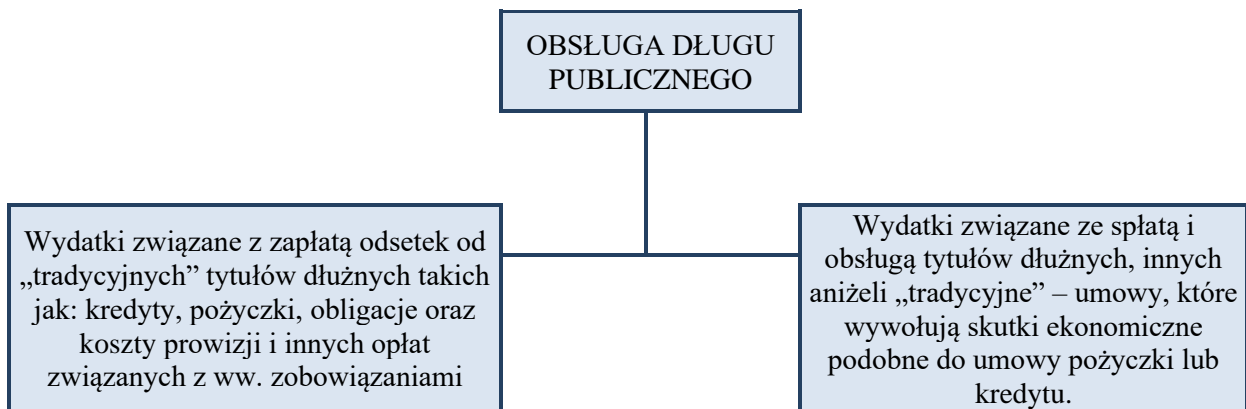 OBSŁUGA DŁUGU
PUBLICZNEGO
Wydatki związane z zapłatą odsetek od
„tradycyjnych” tytułów dłużnych takich
jak: kredyty, pożyczki, obligacje oraz
koszty prowizji i innych opłat
związanych z ww. zobowiązaniami
Wydatki związane ze spłatą i
obsługą tytułów dłużnych, innych
aniżeli „tradycyjne” – umowy, które
wywołują skutki ekonomiczne
podobne do umowy pożyczki lub
kredytu.